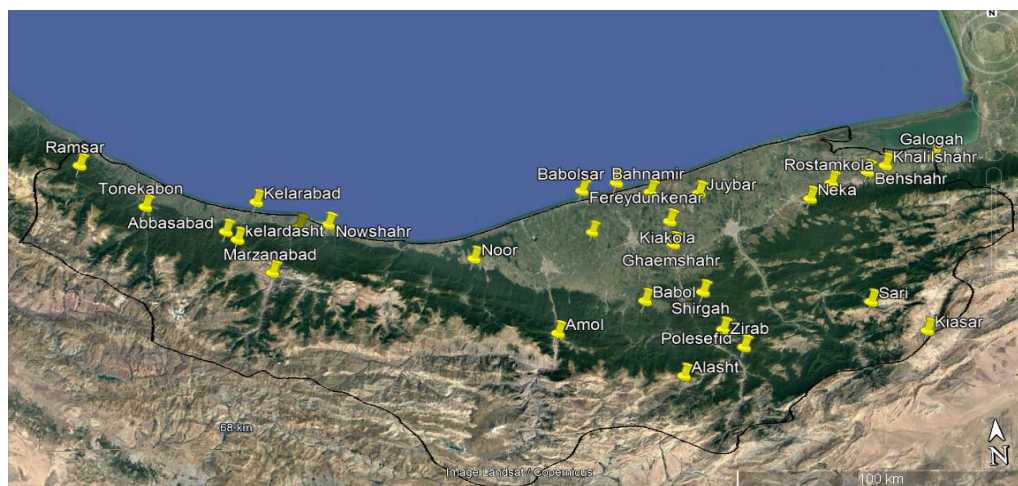 N
Galogah
Ramsar
Khalilshahr
Rostamkola
Babolsar
Bahnamir
Behshahr
Tonekabon
Kelarabad
Juybar
Neka
Fereydunkenar
Abbasabad
kelardasht
Nowshahr
Kiakola
Marzanabad
Noor
Ghaemshahr
Babol
Sari
Shirgah
Amol
Zirab
Kiasar
Polesefid
Alasht
68 km
N
Image Landsat / Copernicus
100 km